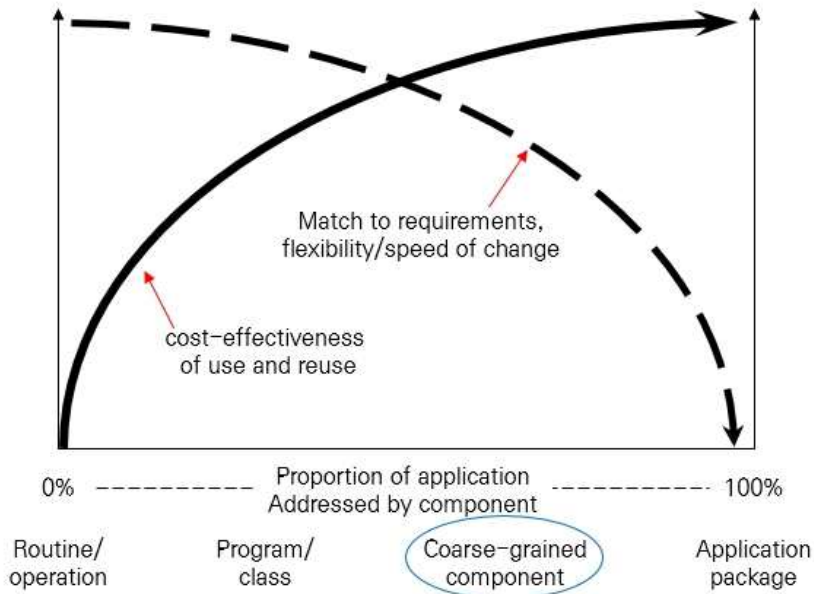 Match to requirements,
flexibility/speed of change
cost-effectiveness
of use and reuse
0% Proportion of application 100%
Addressed by component
Routine/ Program/ Coarse-grained Application
operation class component package